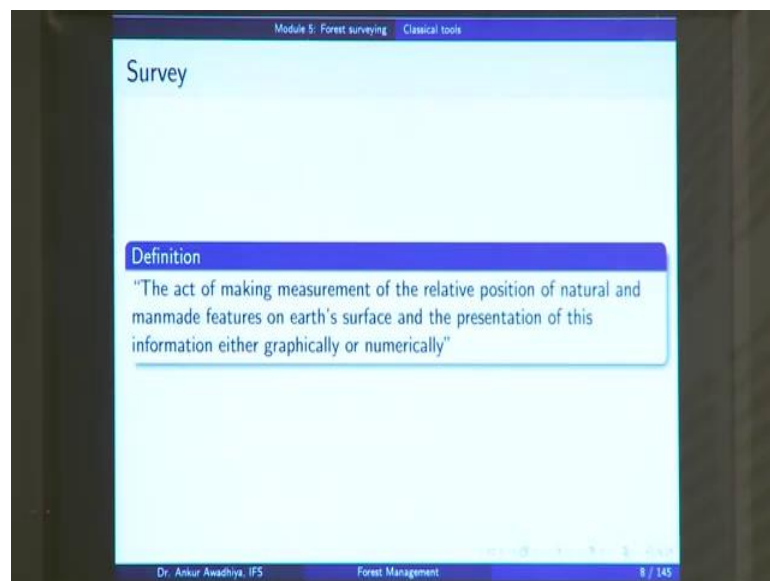 Module 5: Forest surveying Classical tools
Survey
Definition
"The act of making measurement of the relative position of natural and
manmade features on earth's surface and the presentation of this
information either graphically or numerically"
Dr. Ankur Awadhiya, IFS Forest Management 8 / 145